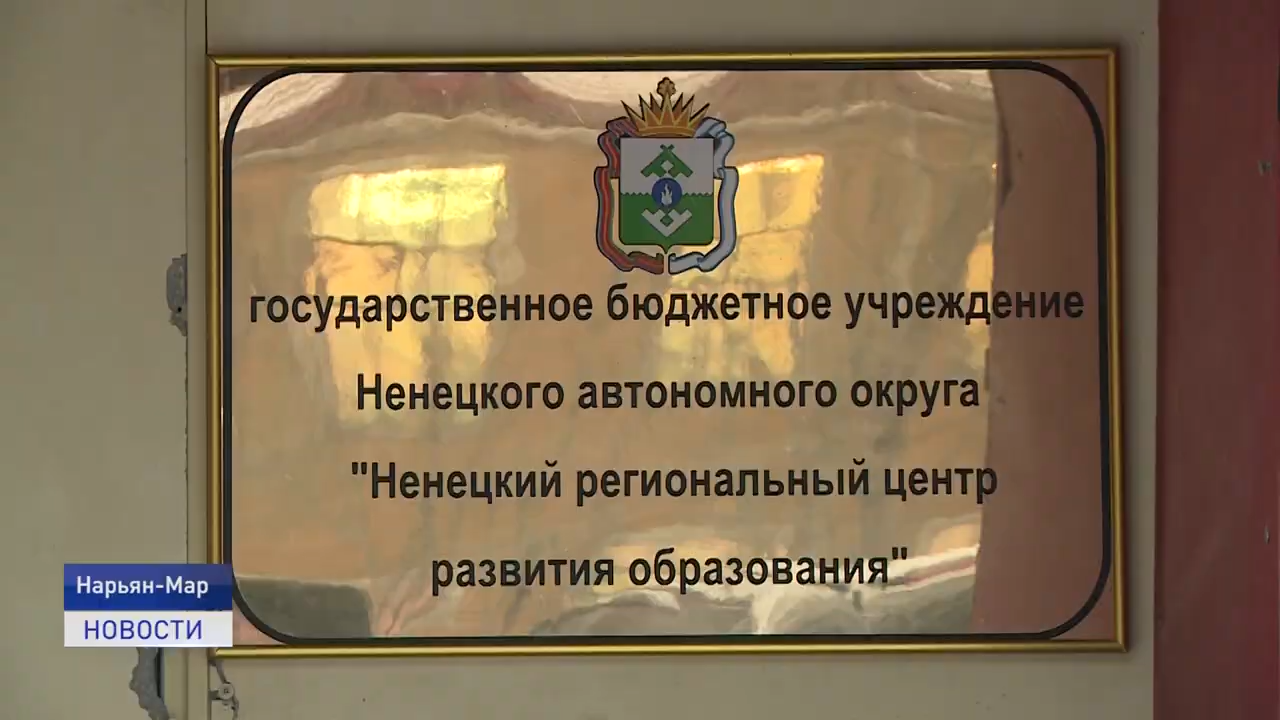 государственное бюджетное учреждение
Ненецкого автономного округа
"Ненецкий региональный центр
развития образования"
Нарьян-Мар
НОВОСТИ